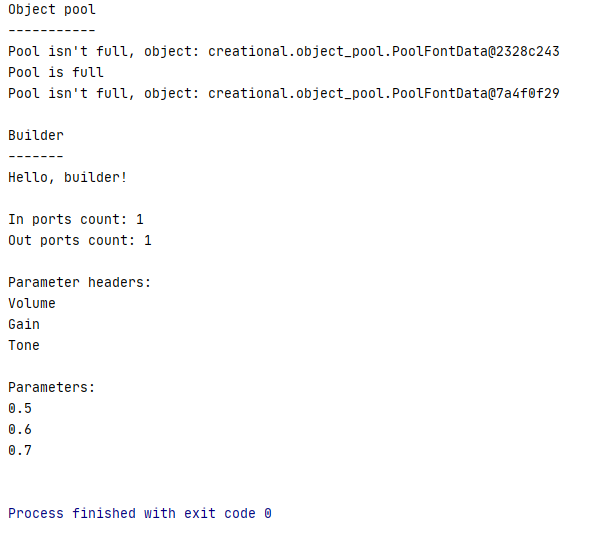 Object pool
-----------
Pool isn't full, object: creational.object_pool.PoolFontData@2328c243
Pool is full
Pool isn't full, object: creational.object_pool.PoolFontData@7a4f0f29
Builder
-------
Hello, builder!
In ports count: 1
Out ports count: 1
Parameter headers:
Volume
Gain
Tone
Parameters:
0.5
0.6
0.7
Process finished with exit code 0